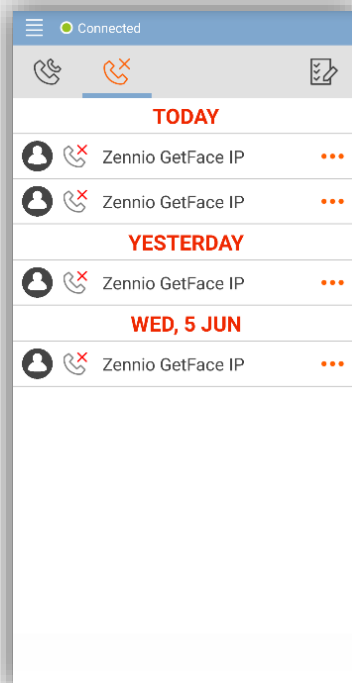 Connected
TODAY
Zennio GetFace IP
Zennio GetFace IP
YESTERDAY
Zennio GetFace IP
WED, 5 JUN
Zennio GetFace IP